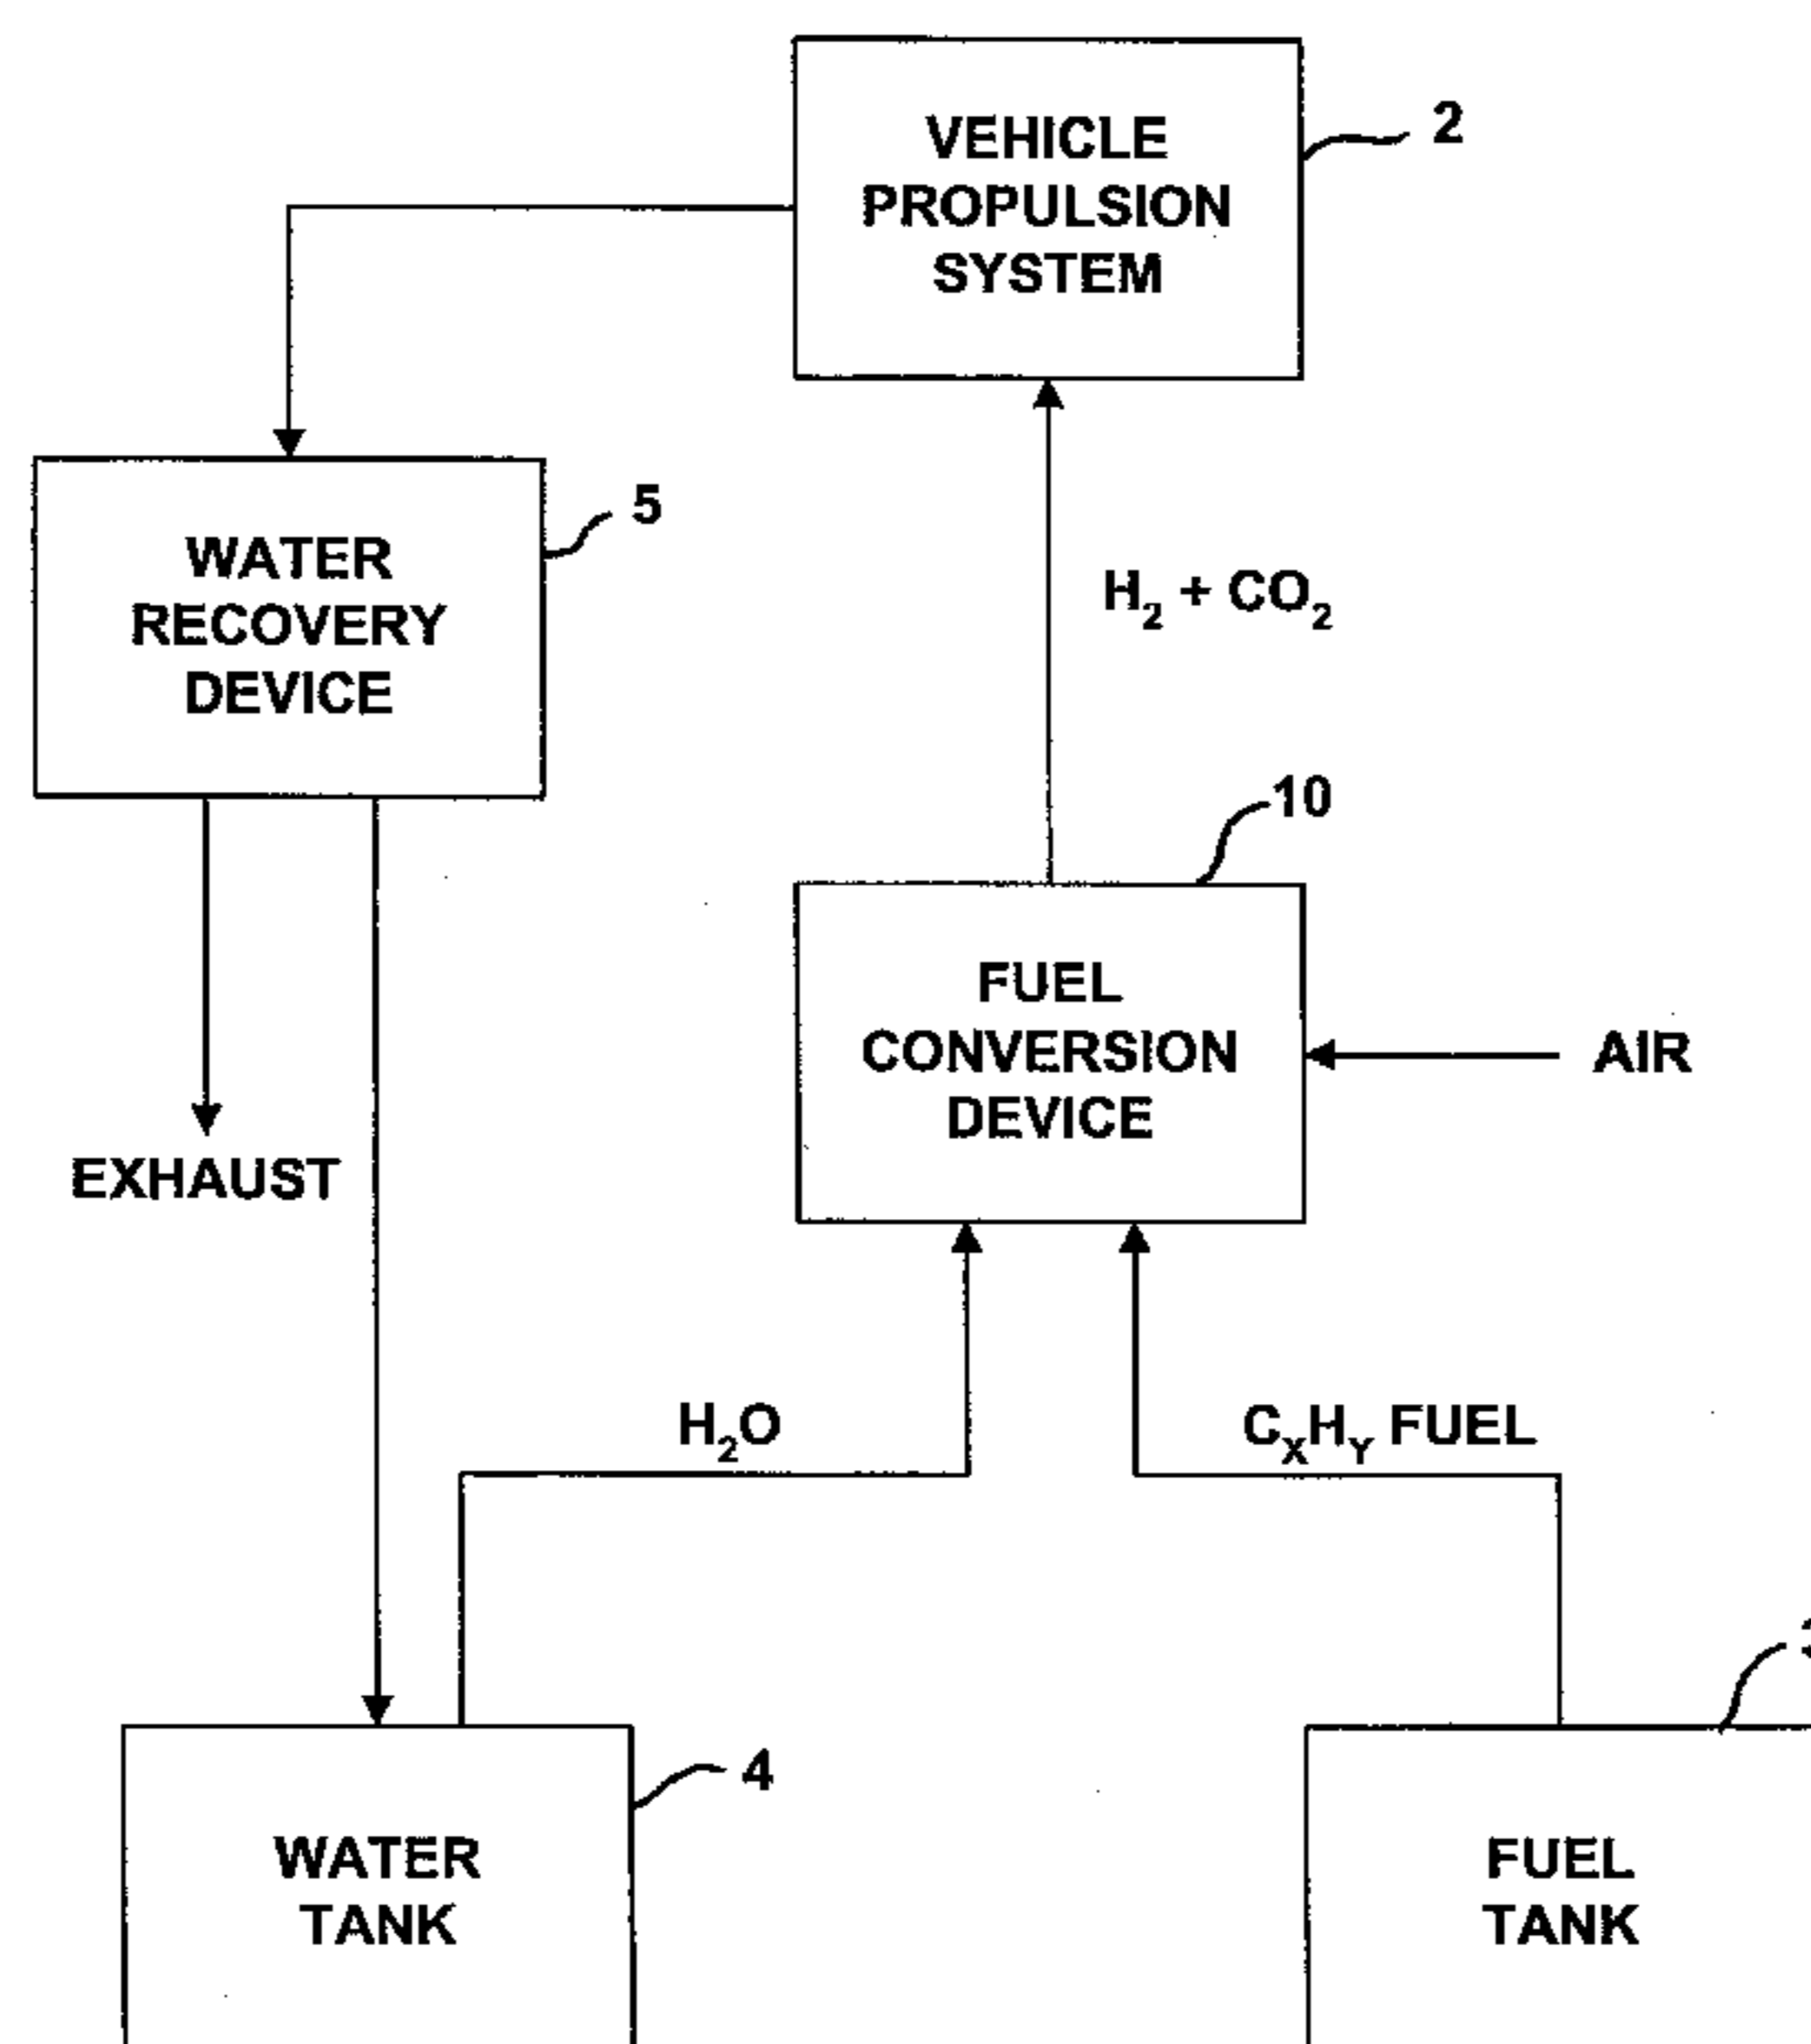 VEHICLE
PROPULSION
SYSTEM
2
WATER
RECOVERY
DEVICE
5
H₂ + CO₂
10
FUEL
CONVERSION
DEVICE
AIR
EXHAUST
H₂O
CₓHᵧ FUEL
WATER
TANK
4
FUEL
TANK